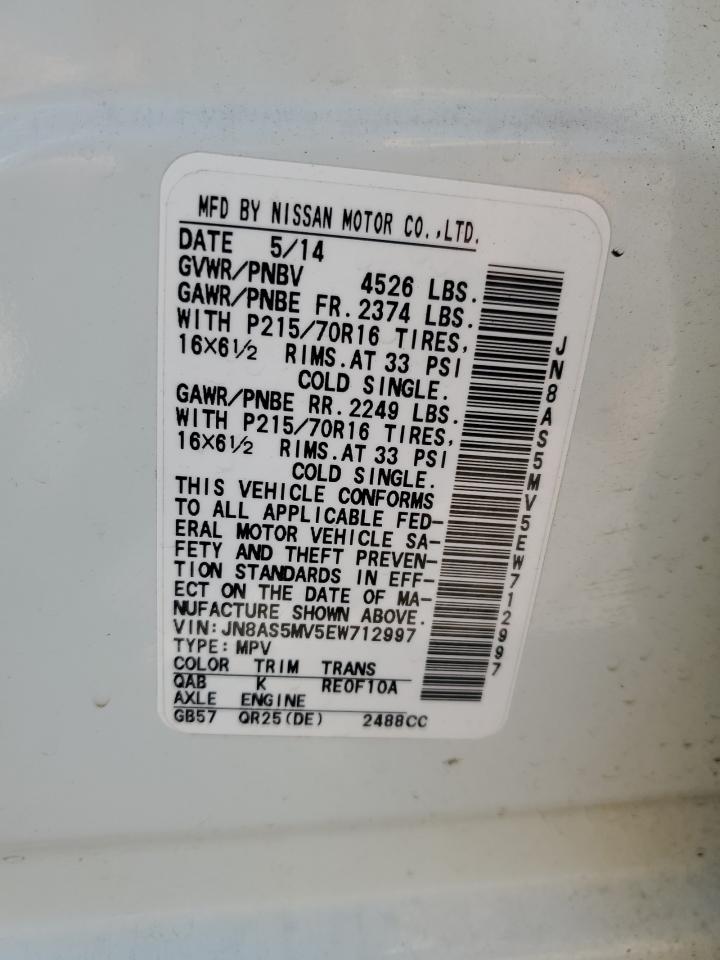 MFD BY NISSAN MOTOR CO.,LTD.
DATE 5/14
GVWR/PNBV 4526 LBS.
GAWR/PNBE FR. 2374 LBS.
WITH P215/70R16 TIRES,
16X6½ RIMS. AT 33 PSI
COLD SINGLE.
GAWR/PNBE RR. 2249 LBS.
WITH P215/70R16 TIRES,
16X6½ RIMS. AT 33 PSI
COLD SINGLE.
THIS VEHICLE CONFORMS
TO ALL APPLICABLE FED-
ERAL MOTOR VEHICLE SA-
FETY AND THEFT PREVEN-
TION STANDARDS IN EFF-
ECT ON THE DATE OF MA-
NUFACTURE SHOWN ABOVE.
VIN: JN8AS5MV5EW712997
TYPE: MPV
COLOR TRIM TRANS
QAB K RE0F10A
AXLE ENGINE
GB57 QR25(DE) 2488CC
JN8AS5MV5EW712997